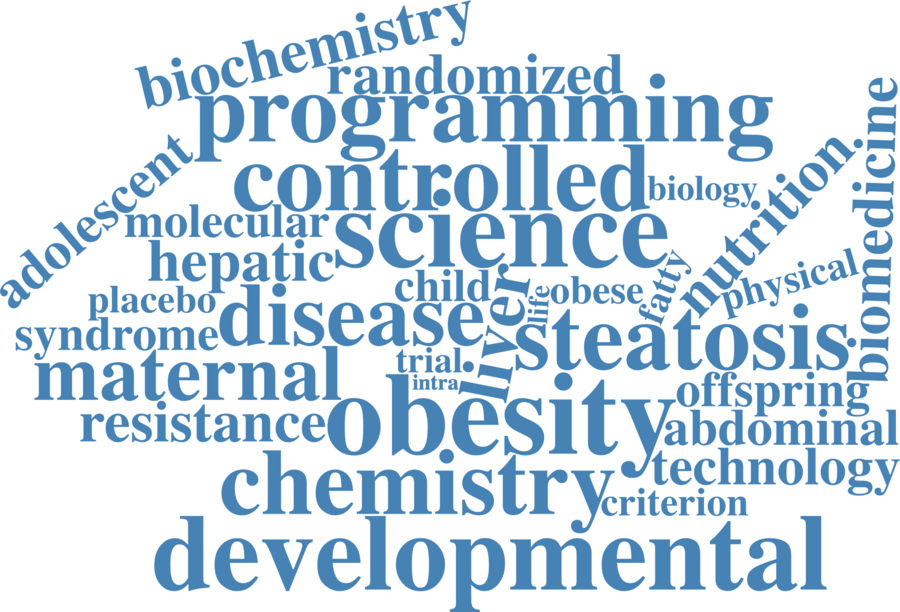 biochemistry
randomized
programming
adolescent
controlled
biology
nutrition
biomedicine
molecular
science
hepatic
child
obese
fatty
physical
placebo
disease
liver
life
syndrome
steatosis
maternal
trial
intra
offspring
resistance
obesity
abdominal
chemistry
technology
criterion
developmental